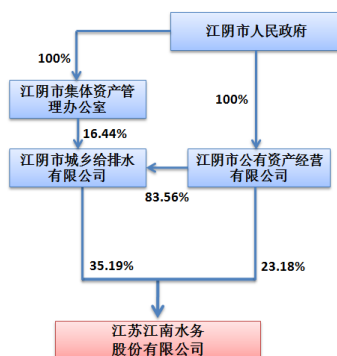 江阴市人民政府
100%
江阴市集体资产管
理办公室
100%
16.44%
江阴市城乡给排水
有限公司
江阴市公有资产经营
有限公司
83.56%
35.19%
23.18%
江苏江南水务
股份有限公司